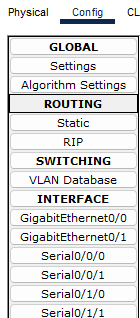 Physical Config CL
GLOBAL
Settings
Algorithm Settings
ROUTING
Static
RIP
SWITCHING
VLAN Database
INTERFACE
GigabitEthernet0/0
GigabitEthernet0/1
Serial0/0/0
Serial0/0/1
Serial0/1/0
Serial0/1/1